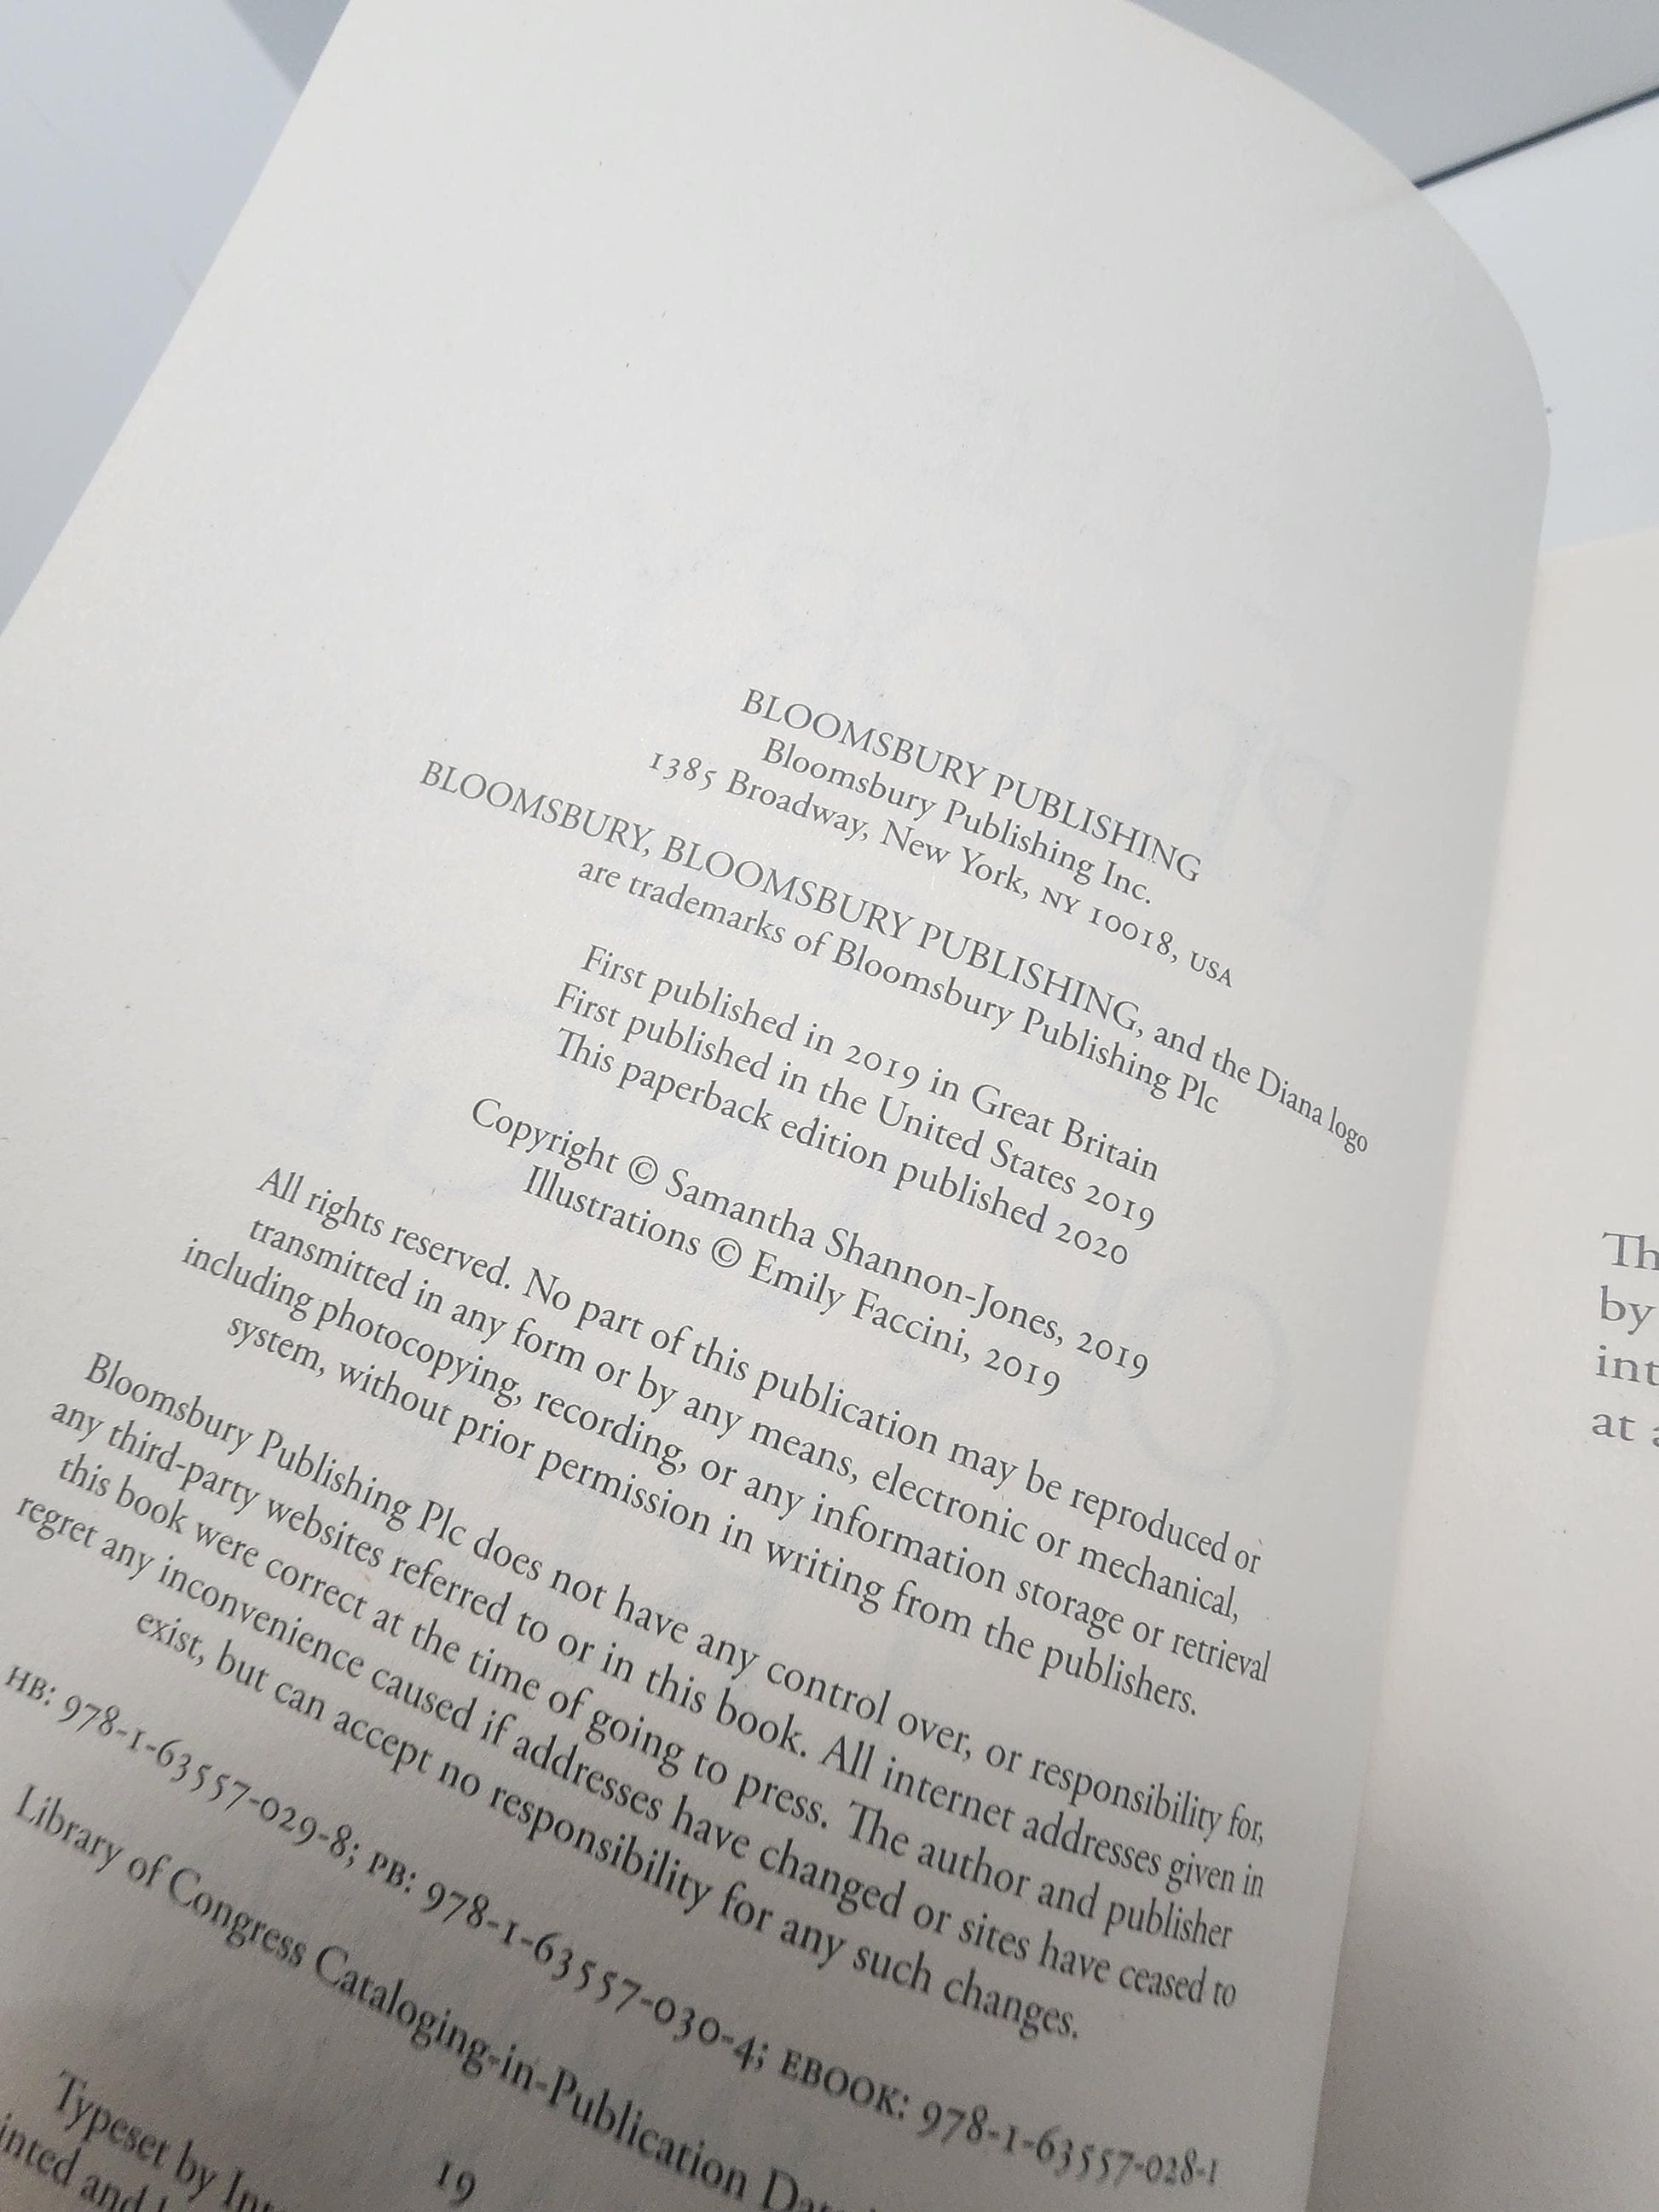 BLOOMSBURY PUBLISHING
Bloomsbury Publishing Inc.
1385 Broadway, New York, NY 10018, USA
BLOOMSBURY, BLOOMSBURY PUBLISHING, and the Diana logo
are trademarks of Bloomsbury Publishing Plc
First published in 2019 in Great Britain
First published in the United States 2019
This paperback edition published 2020
Copyright © Samantha Shannon-Jones, 2019
Illustrations © Emily Faccini, 2019
All rights reserved. No part of this publication may be reproduced or
transmitted in any form or by any means, electronic or mechanical,
including photocopying, recording, or any information storage or retrieval
system, without prior permission in writing from the publishers.
Bloomsbury Publishing Plc does not have any control over, or responsibility for,
any third-party websites referred to or in this book. All internet addresses given in
this book were correct at the time of going to press. The author and publisher
regret any inconvenience caused if addresses have changed or sites have ceased to
exist, but can accept no responsibility for any such changes.
HB: 978-1-63557-029-8; PB: 978-1-63557-030-4; EBOOK: 978-1-63557-028-1
Library of Congress Cataloging-in-Publication
19
Typeset by
and
by
at